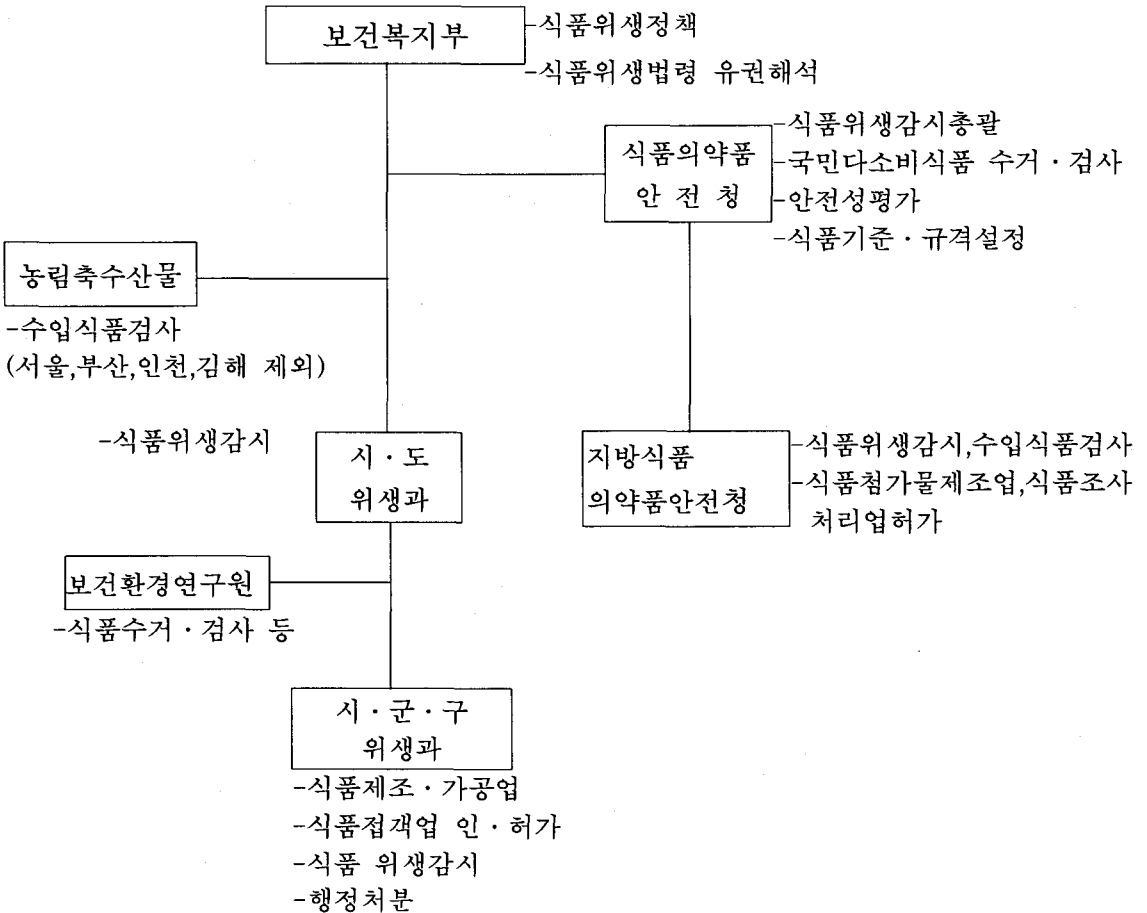 보건복지부
-식품위생정책
-식품위생법령 유권해석
식품의약품
안 전 청
-식품위생감시총괄
-국민다소비식품 수거 · 검사
-안전성평가
-식품기준 · 규격설정
농림축수산물
-수입식품검사
(서울,부산,인천,김해 제외)
-식품위생감시
시 · 도
위생과
지방식품
의약품안전청
-식품위생감시,수입식품검사
-식품첨가물제조업,식품조사
처리업허가
보건환경연구원
-식품수거 · 검사 등
시 · 군 · 구
위생과
-식품제조 · 가공업
-식품접객업 인 · 허가
-식품 위생감시
-행정처분